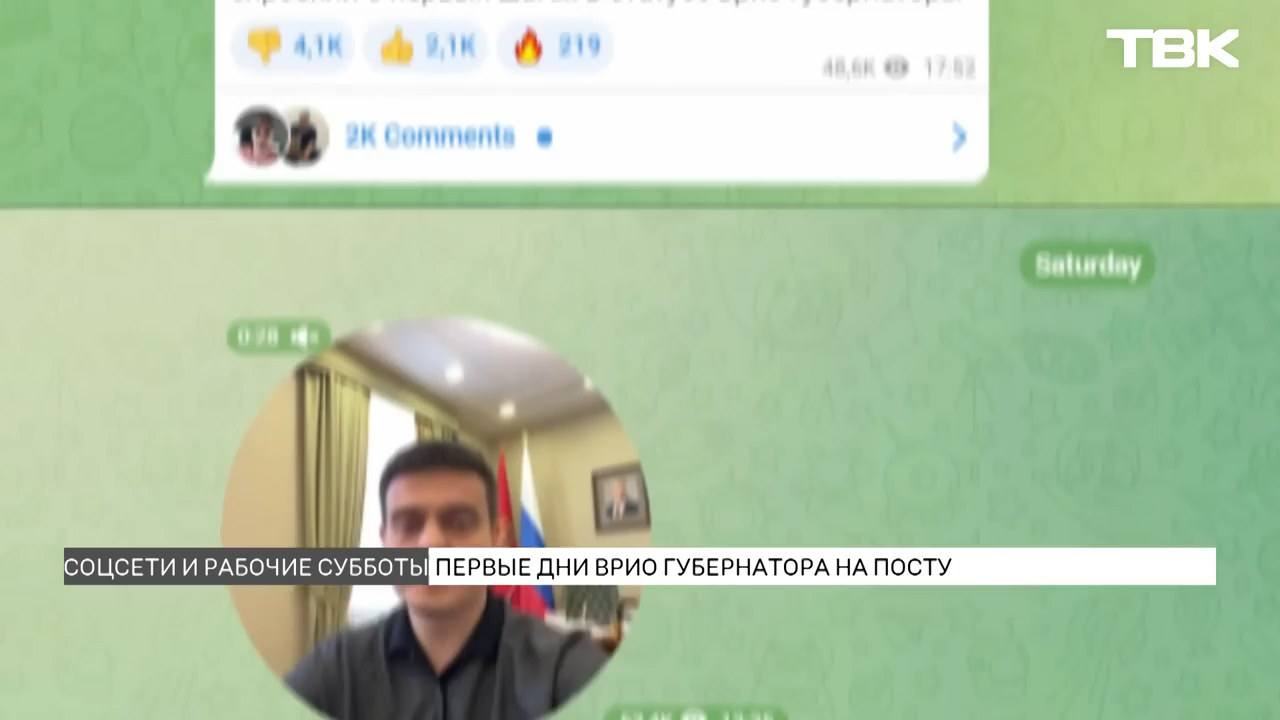 4,1K 2,1K 219
ТВК
48,6K 17:52
2K Comments
Saturday
0:28
СОЦСЕТИ И РАБОЧИЕ СУББОТЫ ПЕРВЫЕ ДНИ ВРИО ГУБЕРНАТОРА НА ПОСТУ